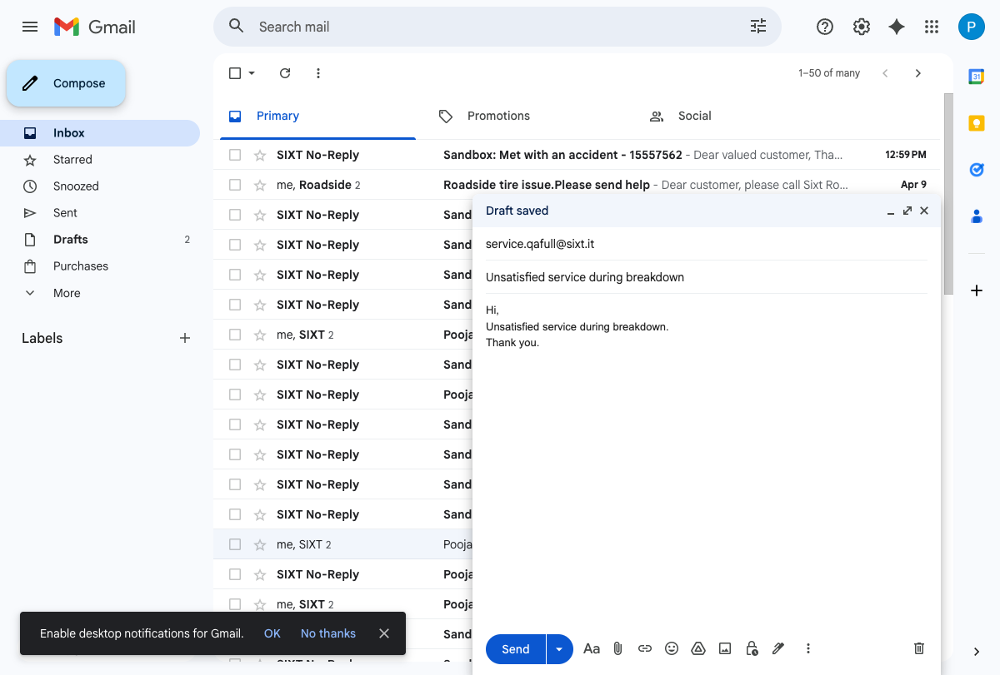 Gmail
Search mail
P
Compose
1–50 of many
31
Primary
Promotions
Social
Inbox
Starred
Snoozed
Sent
Drafts 2
Purchases
More
Labels
SIXT No-Reply Sandbox: Met with an accident - 15557562 - Dear valued customer, Tha... 12:59 PM
me, Roadside 2 Roadside tire issue.Please send help - Dear customer, please call Sixt Ro... Apr 9
SIXT No-Reply Sand
SIXT No-Reply Sand
SIXT No-Reply Sand
SIXT No-Reply Sand
me, SIXT 2 Pooja
SIXT No-Reply Sand
SIXT No-Reply Pooja
SIXT No-Reply Sand
SIXT No-Reply Sand
SIXT No-Reply Sand
SIXT No-Reply Sand
me, SIXT 2 Pooja
SIXT No-Reply Pooja
me, SIXT 2 Pooja
Sand
Draft saved
service.qafull@sixt.it
Unsatisfied service during breakdown
Hi,
Unsatisfied service during breakdown.
Thank you.
Send
Aa
Enable desktop notifications for Gmail. OK No thanks